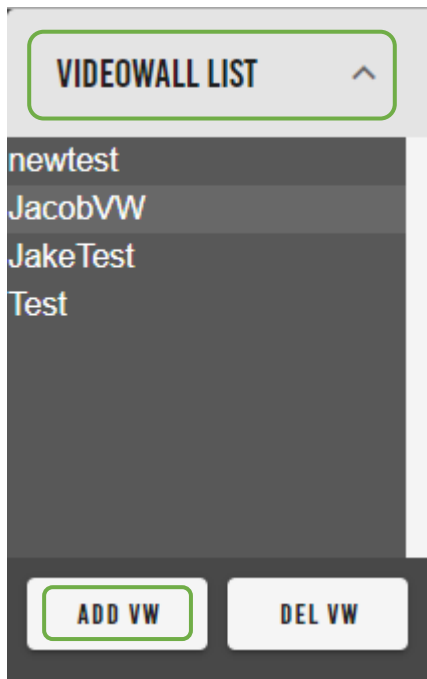 VIDEOWALL LIST
newtest
JacobVW
JakeTest
Test
ADD VW DEL VW